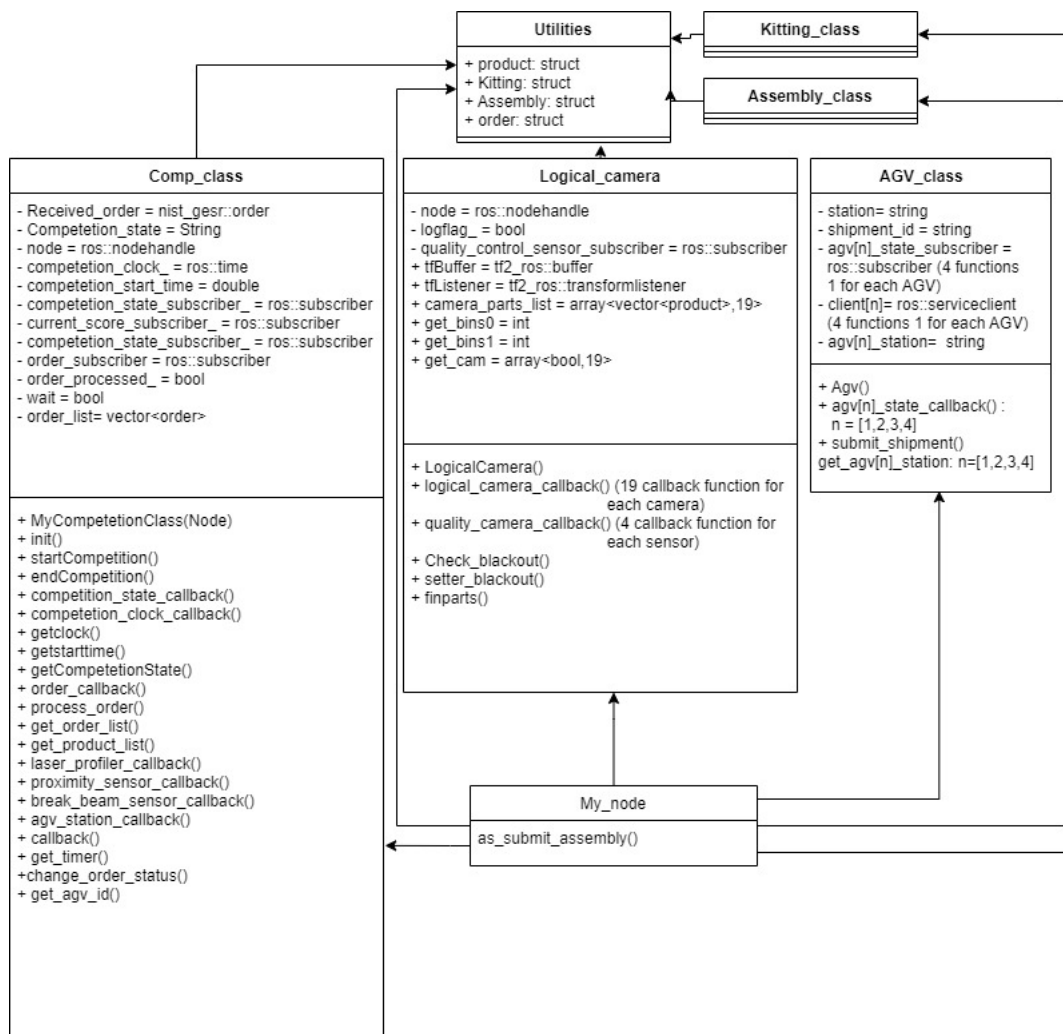 Utilities
+ product: struct
+ Kitting: struct
+ Assembly: struct
+ order: struct
Kitting_class
Assembly_class
Comp_class
- Received_order = nist_gesr::order
- Competetion_state = String
- node = ros::nodehandle
- competetion_clock_ = ros::time
- competetion_start_time = double
- competetion_state_subscriber_ = ros::subscriber
- current_score_subscriber_ = ros::subscriber
- competetion_state_subscriber_ = ros::subscriber
- order_subscriber = ros::subscriber
- order_processed_ = bool
- wait = bool
- order_list= vector<order>
+ MyCompetetionClass(Node)
+ init()
+ startCompetition()
+ endCompetition()
+ competition_state_callback()
+ competetion_clock_callback()
+ getclock()
+ getstarttime()
+ getCompetetionState()
+ order_callback()
+ process_order()
+ get_order_list()
+ get_product_list()
+ laser_profiler_callback()
+ proximity_sensor_callback()
+ break_beam_sensor_callback()
+ agv_station_callback()
+ callback()
+ get_timer()
+change_order_status()
+ get_agv_id()
Logical_camera
- node = ros::nodehandle
- logflag_ = bool
- quality_control_sensor_subscriber = ros::subscriber
+ tfBuffer = tf2_ros::buffer
+ tfListener = tf2_ros::transformlistener
+ camera_parts_list = array<vector<product>,19>
+ get_bins0 = int
+ get_bins1 = int
+ get_cam = array<bool,19>
+ LogicalCamera()
+ logical_camera_callback() (19 callback function for
each camera)
+ quality_camera_callback() (4 callback function for
each sensor)
+ Check_blackout()
+ setter_blackout()
+ finparts()
AGV_class
- station= string
- shipment_id = string
- agv[n]_state_subscriber =
ros::subscriber (4 functions
1 for each AGV)
- client[n]= ros::serviceclient
(4 functions 1 for each AGV)
- agv[n]_station= string
+ Agv()
+ agv[n]_state_callback() :
n = [1,2,3,4]
+ submit_shipment()
get_agv[n]_station: n=[1,2,3,4]
My_node
as_submit_assembly()